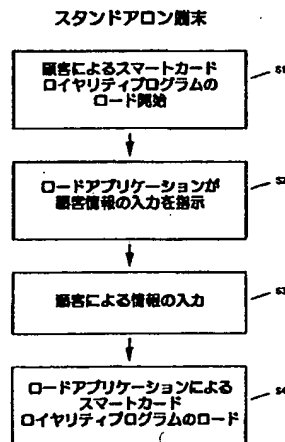 スタンドアロン端末
顧客によるスマートカード
ロイヤリティプログラムの
ロード開始
S1
ロードアプリケーションが
顧客情報の入力を指示
S2
顧客による情報の入力
S3
ロードアプリケーションによる
スマートカード
ロイヤリティプログラムのロード
S4